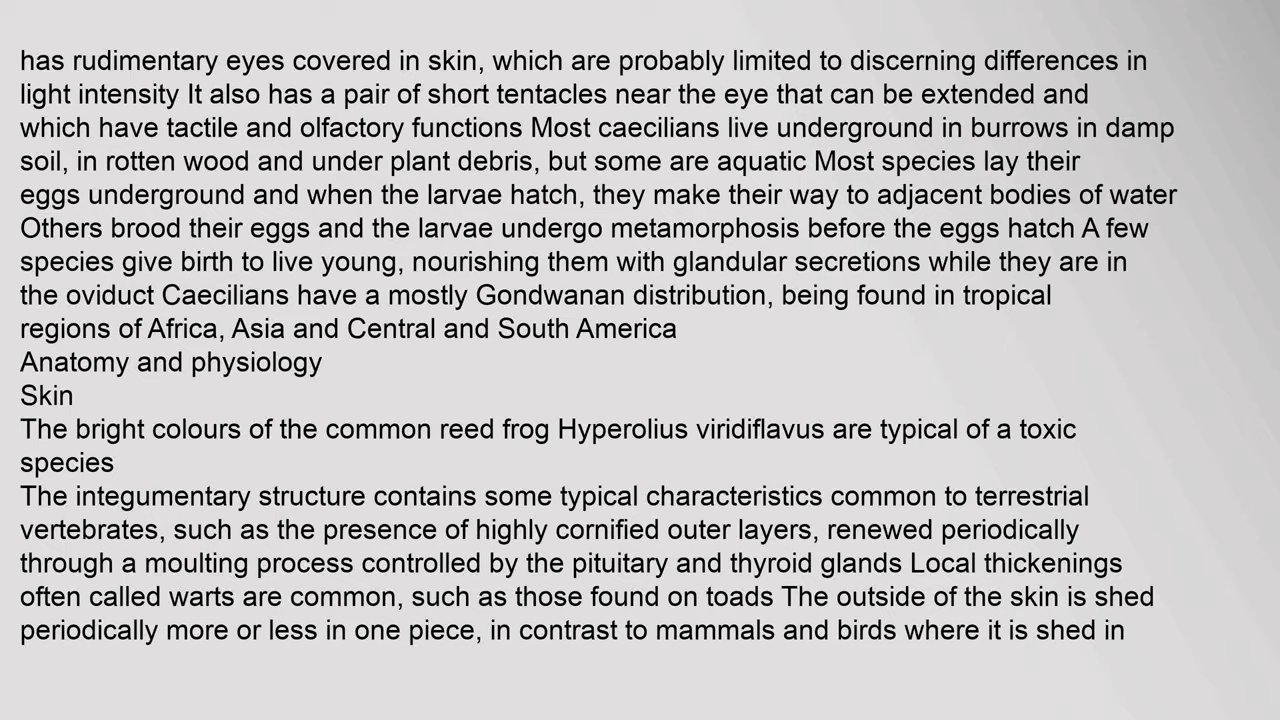 has rudimentary eyes covered in skin, which are probably limited to discerning differences in
light intensity It also has a pair of short tentacles near the eye that can be extended and
which have tactile and olfactory functions Most caecilians live underground in burrows in damp
soil, in rotten wood and under plant debris, but some are aquatic Most species lay their
eggs underground and when the larvae hatch, they make their way to adjacent bodies of water
Others brood their eggs and the larvae undergo metamorphosis before the eggs hatch A few
species give birth to live young, nourishing them with glandular secretions while they are in
the oviduct Caecilians have a mostly Gondwanan distribution, being found in tropical
regions of Africa, Asia and Central and South America
Anatomy and physiology
Skin
The bright colours of the common reed frog Hyperolius viridiflavus are typical of a toxic
species
The integumentary structure contains some typical characteristics common to terrestrial
vertebrates, such as the presence of highly cornified outer layers, renewed periodically
through a moulting process controlled by the pituitary and thyroid glands Local thickenings
often called warts are common, such as those found on toads The outside of the skin is shed
periodically more or less in one piece, in contrast to mammals and birds where it is shed in